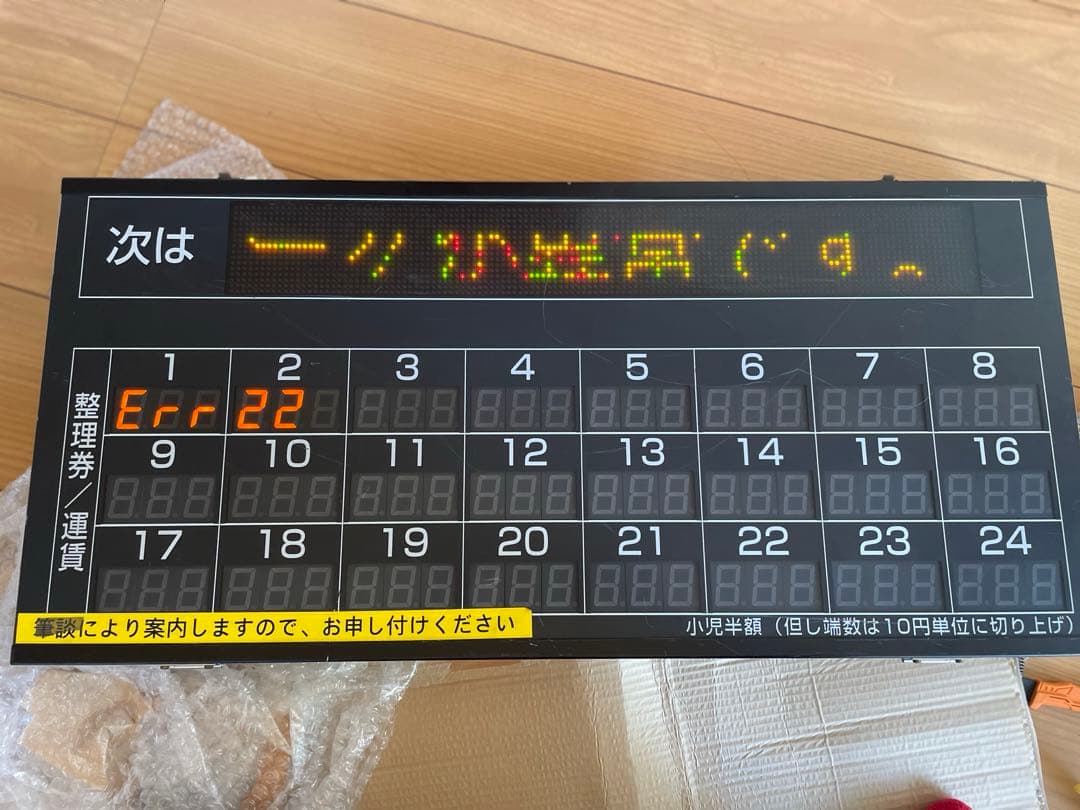 次は
整理券／運賃
1 2 3 4 5 6 7 8
Err 22
9 10 11 12 13 14 15 16
17 18 19 20 21 22 23 24
筆談により案内しますので、お申し付けください
小児半額（但し端数は10円単位に切り上げ）